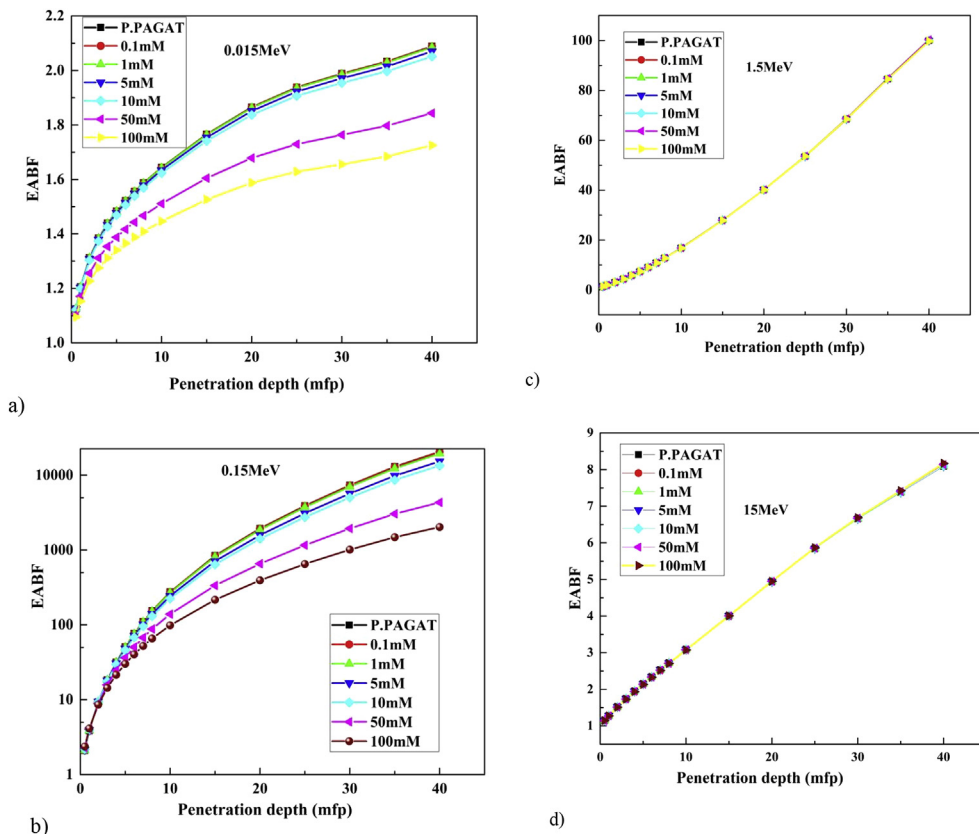 2.2
2.0
1.8
1.6
1.4
1.2
1.0
EABF
P.PAGAT
0.1mM
1mM
5mM
10mM
50mM
100mM
0.015MeV
0 10 20 30 40
Penetration depth (mfp)
a)
100
80
60
40
20
0
EABF
P.PAGAT
0.1mM
1mM
5mM
10mM
50mM
100mM
1.5MeV
0 10 20 30 40
Penetration depth (mfp)
c)
10000
1000
100
10
1
EABF
0.15MeV
P.PAGAT
0.1mM
1mM
5mM
10mM
50mM
100mM
0 10 20 30 40
Penetration depth (mfp)
b)
9
8
7
6
5
4
3
2
1
0
EABF
P.PAGAT
0.1mM
1mM
5mM
10mM
50mM
100mM
15MeV
0 10 20 30 40
Penetration depth (mfp)
d)